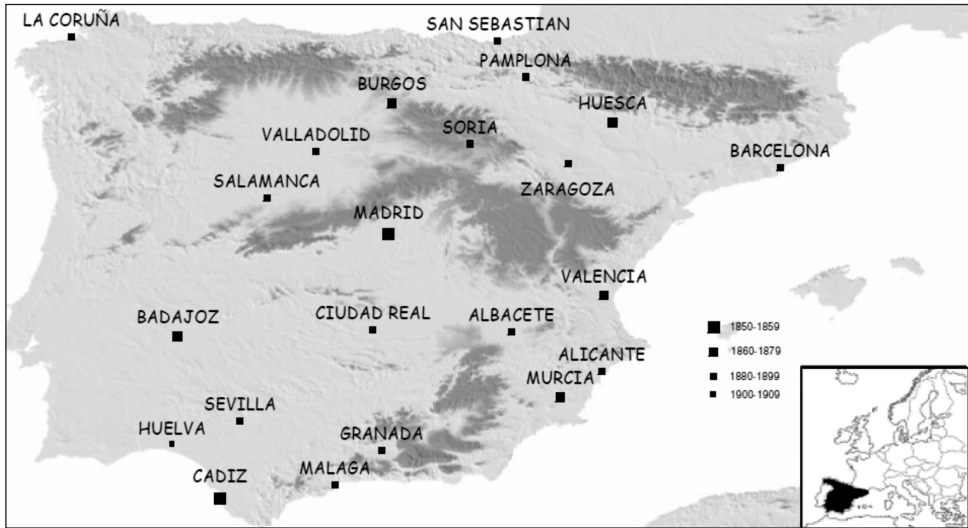 LA CORUÑA
SAN SEBASTIAN
PAMPLONA
BURGOS
HUESCA
VALLADOLID
SORIA
BARCELONA
SALAMANCA
ZARAGOZA
MADRID
VALENCIA
BADAJOZ
CIUDAD REAL
ALBACETE
1850-1859
1860-1879
ALICANTE
MURCIA
1880-1899
1900-1909
SEVILLA
HUELVA
GRANADA
MALAGA
CADIZ